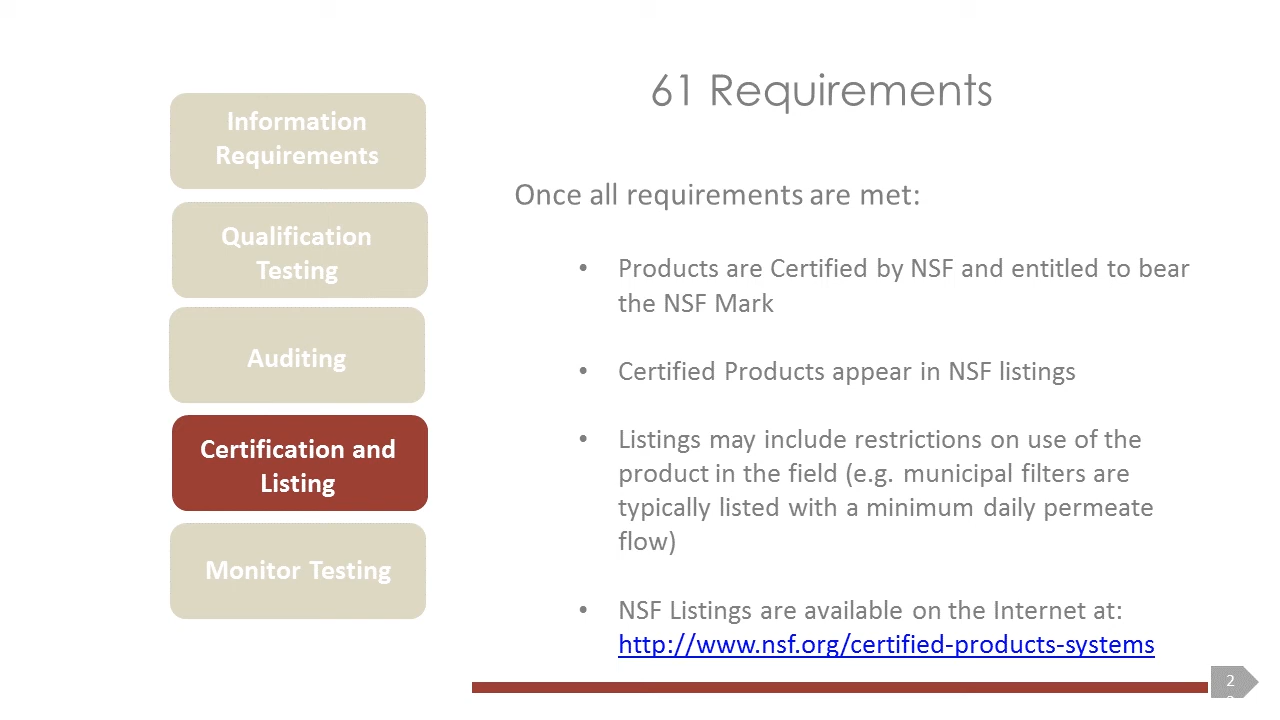 61 Requirements
Information
Requirements
Qualification
Testing
Auditing
Certification and
Listing
Monitor Testing
Once all requirements are met:
• Products are Certified by NSF and entitled to bear
the NSF Mark
• Certified Products appear in NSF listings
• Listings may include restrictions on use of the
product in the field (e.g. municipal filters are
typically listed with a minimum daily permeate
flow)
• NSF Listings are available on the Internet at:
http://www.nsf.org/certified-products-systems
2